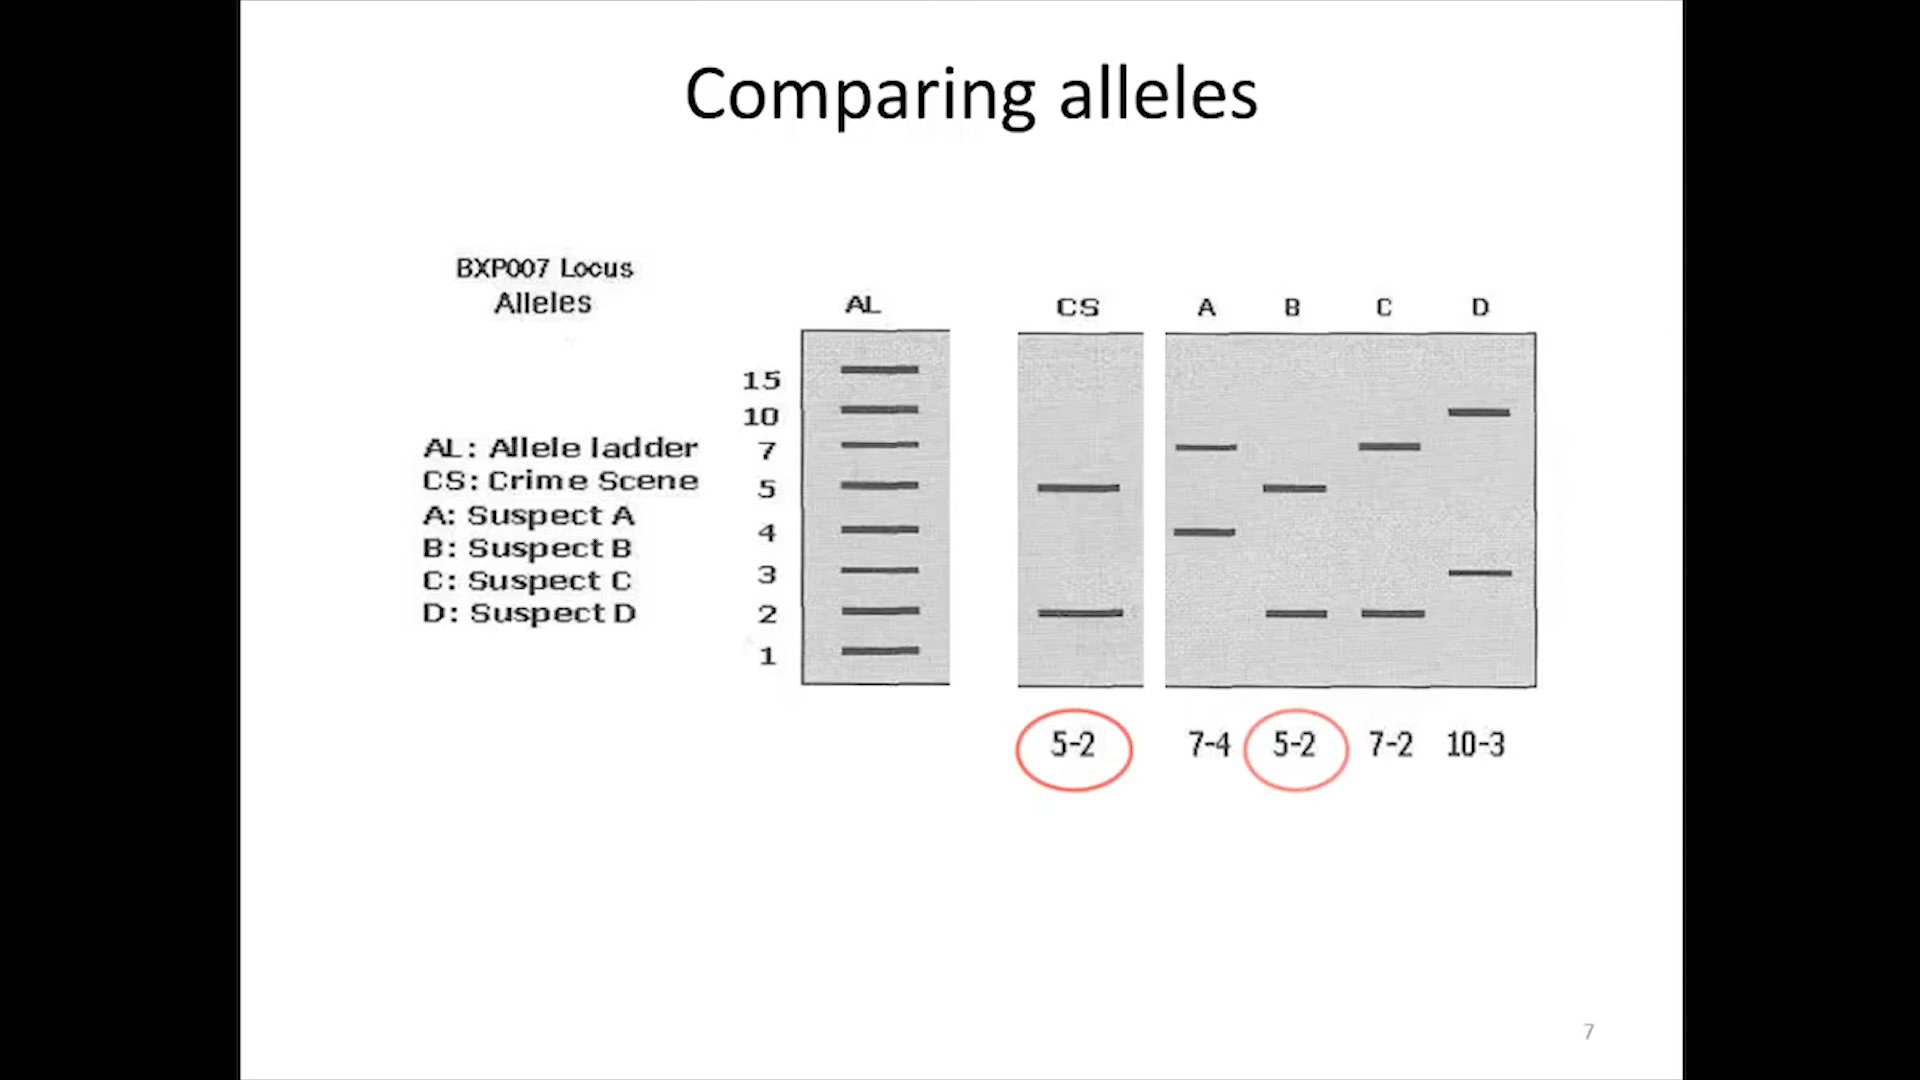 Comparing alleles
BXP007 Locus
Alleles
AL CS A B C D
15
10
7
5
4
3
2
1
AL: Allele ladder
CS: Crime Scene
A: Suspect A
B: Suspect B
C: Suspect C
D: Suspect D
5-2 7-4 5-2 7-2 10-3
7